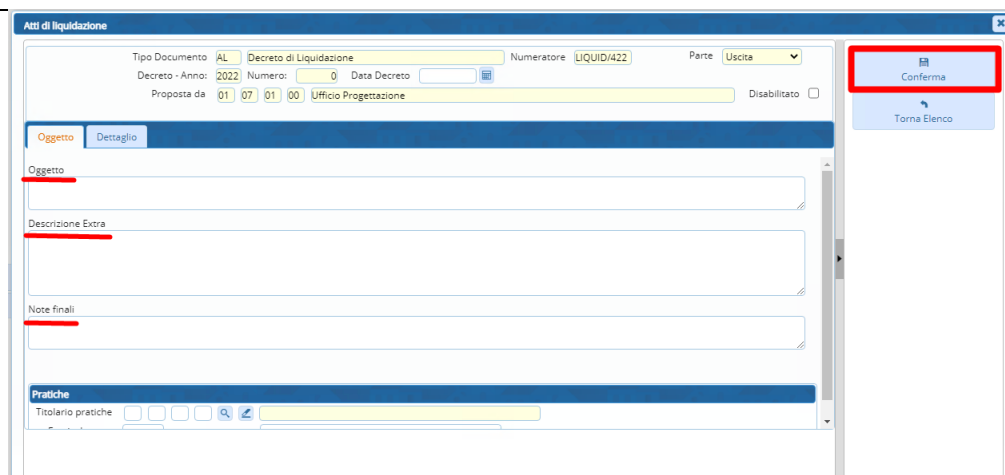 Atti di liquidazione
Tipo Documento AL Decreto di Liquidazione Numeratore LIQUID/422 Parte Uscita
Decreto - Anno: 2022 Numero: 0 Data Decreto
Proposta da 01 07 01 00 Ufficio Progettazione Disabilitato
Conferma
Torna Elenco
Oggetto Dettaglio
Oggetto
Descrizione Extra
Note finali
Pratiche
Titolario pratiche